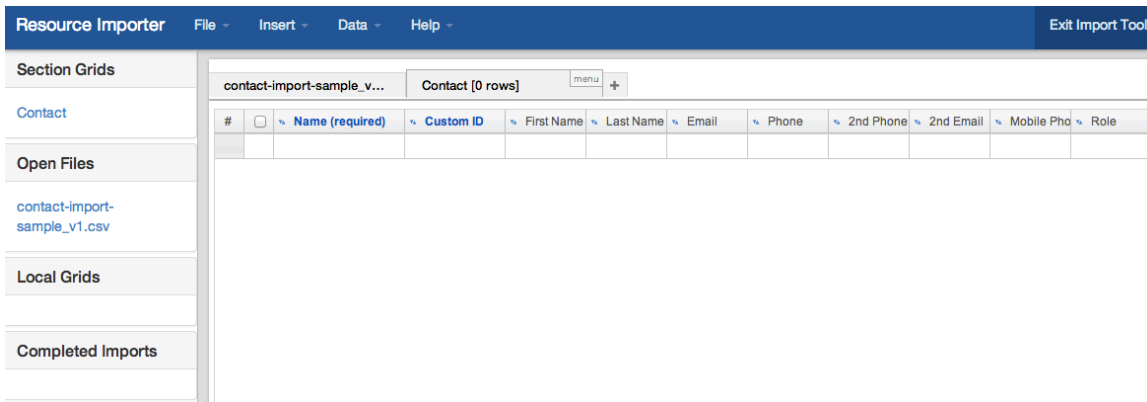 Resource Importer File Insert Data Help Exit Import Tool
Section Grids
Contact
Open Files
contact-import-
sample_v1.csv
Local Grids
Completed Imports
contact-import-sample_v... Contact [0 rows] menu +
# Name (required) Custom ID First Name Last Name Email Phone 2nd Phone 2nd Email Mobile Pho Role